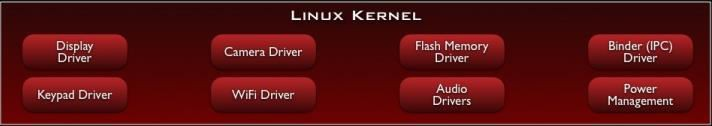 LINUX KERNEL
Display
Driver
Camera Driver
Flash Memory
Driver
Binder (IPC)
Driver
Keypad Driver
WiFi Driver
Audio
Drivers
Power
Management